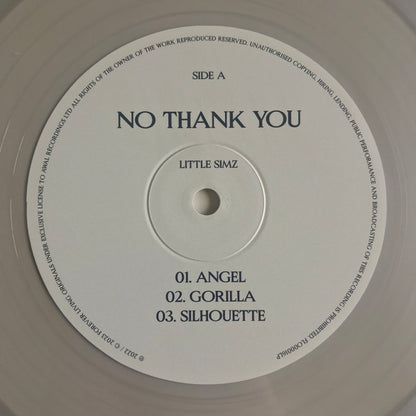 SIDE A
NO THANK YOU
LITTLE SIMZ
01. ANGEL
02. GORILLA
03. SILHOUETTE
℗ 2022 / © 2023 FOREVER LIVING ORIGINALS UNDER EXCLUSIVE LICENSE TO AWAL RECORDINGS LTD ALL RIGHTS OF THE OWNER OF THE WORK REPRODUCED RESERVED. UNAUTHORISED COPYING, HIRING, LENDING, PUBLIC PERFORMANCE AND BROADCASTING OF THIS RECORDING IS PROHIBITED. FLO0016LP